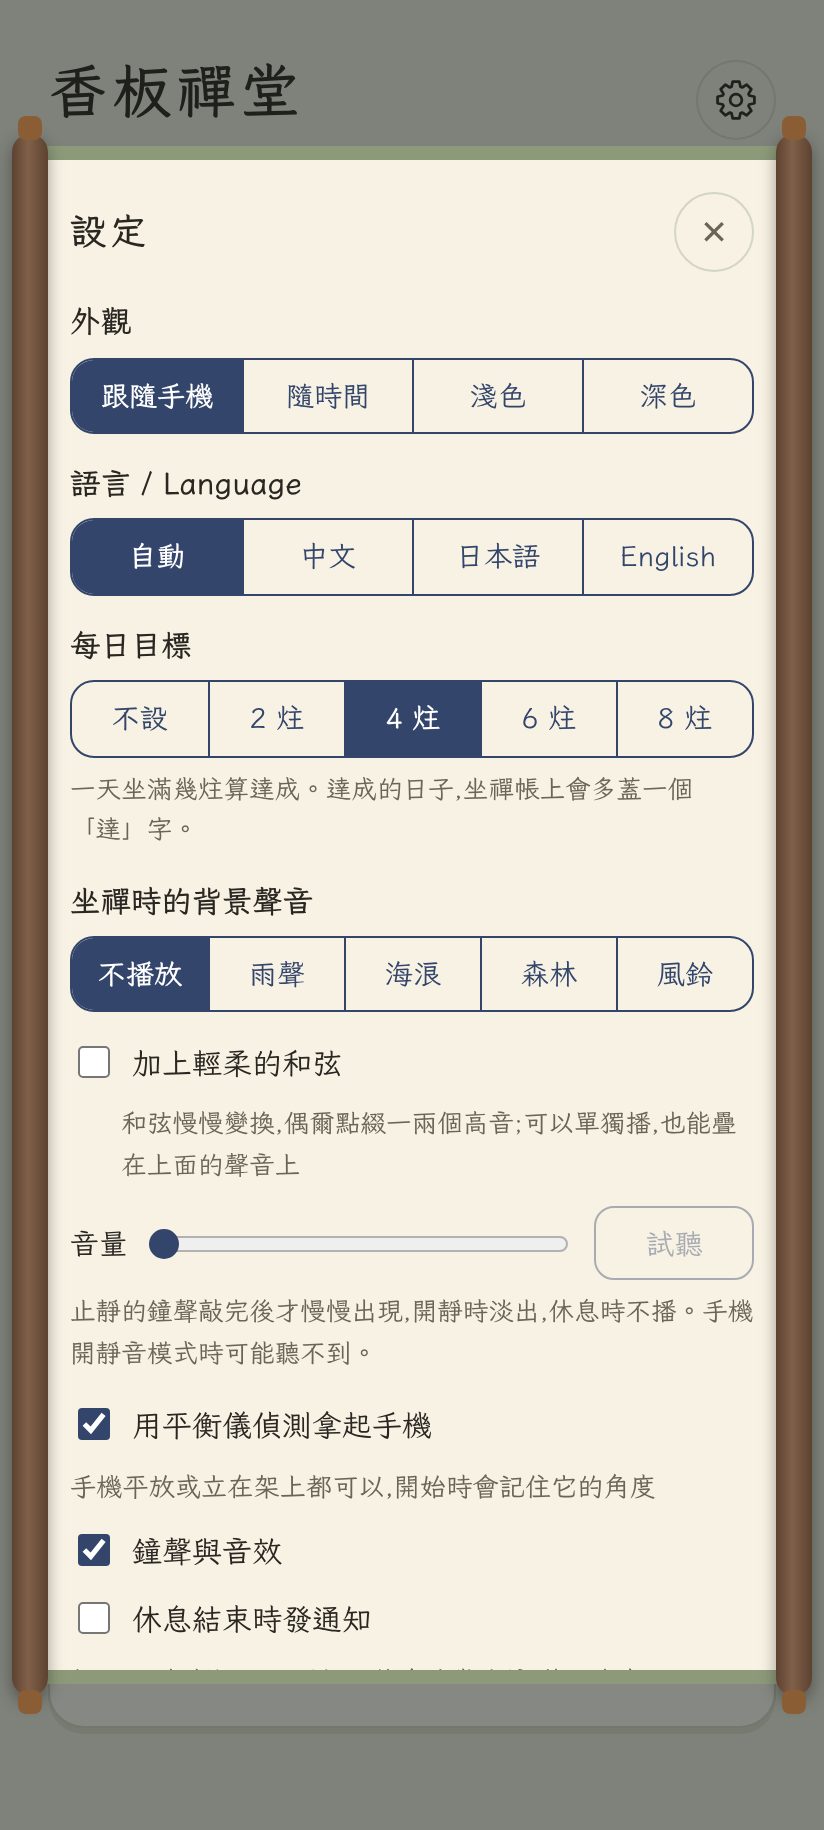 香板禪堂
設定
外觀
跟隨手機 隨時間 淺色 深色
語言 / Language
自動 中文 日本語 English
每日目標
不設 2 炷 4 炷 6 炷 8 炷
一天坐滿幾炷算達成。達成的日子,坐禪帳上會多蓋一個
「達」字。
坐禪時的背景聲音
不播放 雨聲 海浪 森林 風鈴
加上輕柔的和弦
和弦慢慢變換,偶爾點綴一兩個高音;可以單獨播,也能疊
在上面的聲音上
音量 試聽
止靜的鐘聲敲完後才慢慢出現,開靜時淡出,休息時不播。手機
開靜音模式時可能聽不到。
用平衡儀偵測拿起手機
手機平放或立在架上都可以,開始時會記住它的角度
鐘聲與音效
休息結束時發通知